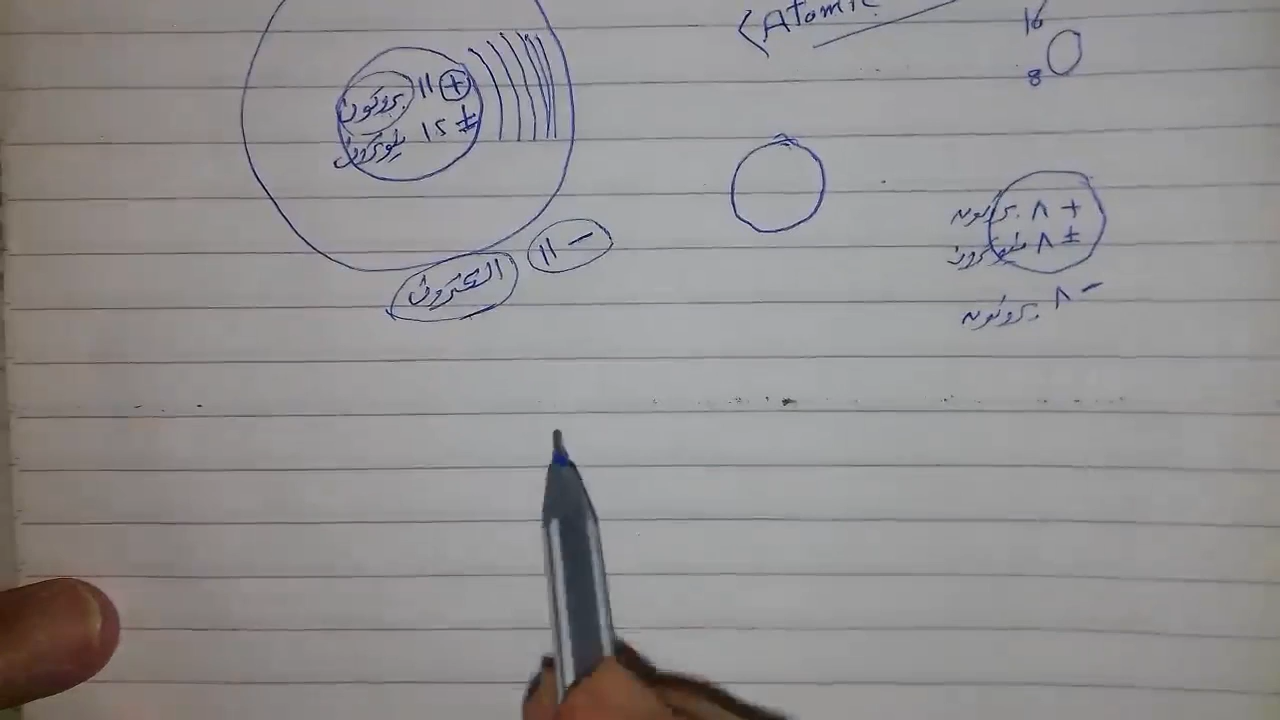 <Atomic
16
8 O
+ ١١ بروتون
± ١٢ نيوترون
- ١١ الكترون
+ ٨ بروتون
± ٨ نيوترون
- ٨ بروتون